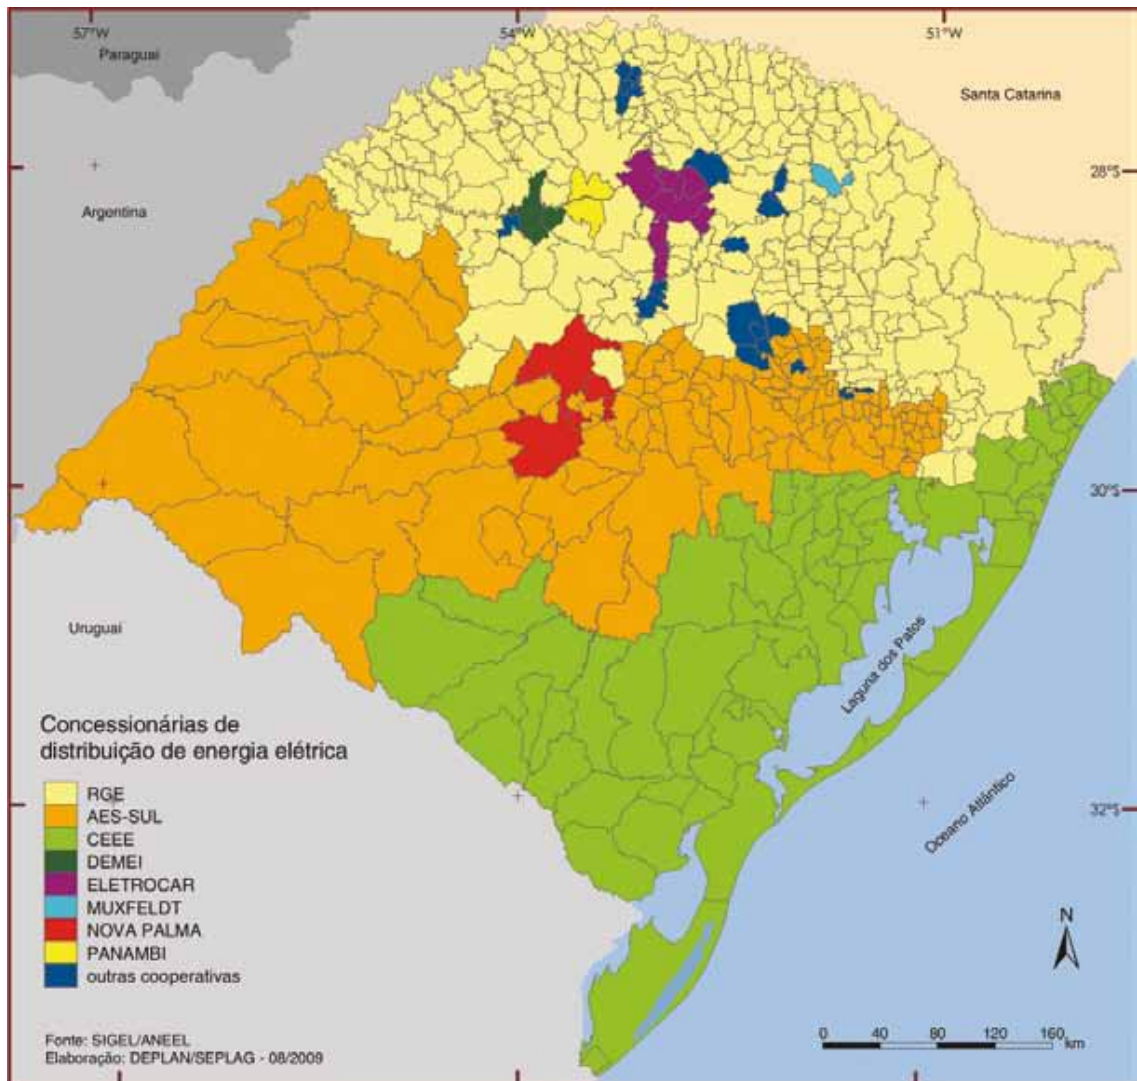 57°W
54°W
51°W
Paraguai
Santa Catarina
28°S
Argentina
30°S
Uruguai
Laguna dos Patos
Concessionárias de
distribuição de energia elétrica
RGE
AES-SUL
CEEE
DEMEI
ELETROCAR
MUXFELDT
NOVA PALMA
PANAMBI
outras cooperativas
Oceano Atlântico
32°S
N
0 40 80 120 160
km
Fonte: SIGEL/ANEEL
Elaboração: DEPLAN/SEPLAG - 08/2009